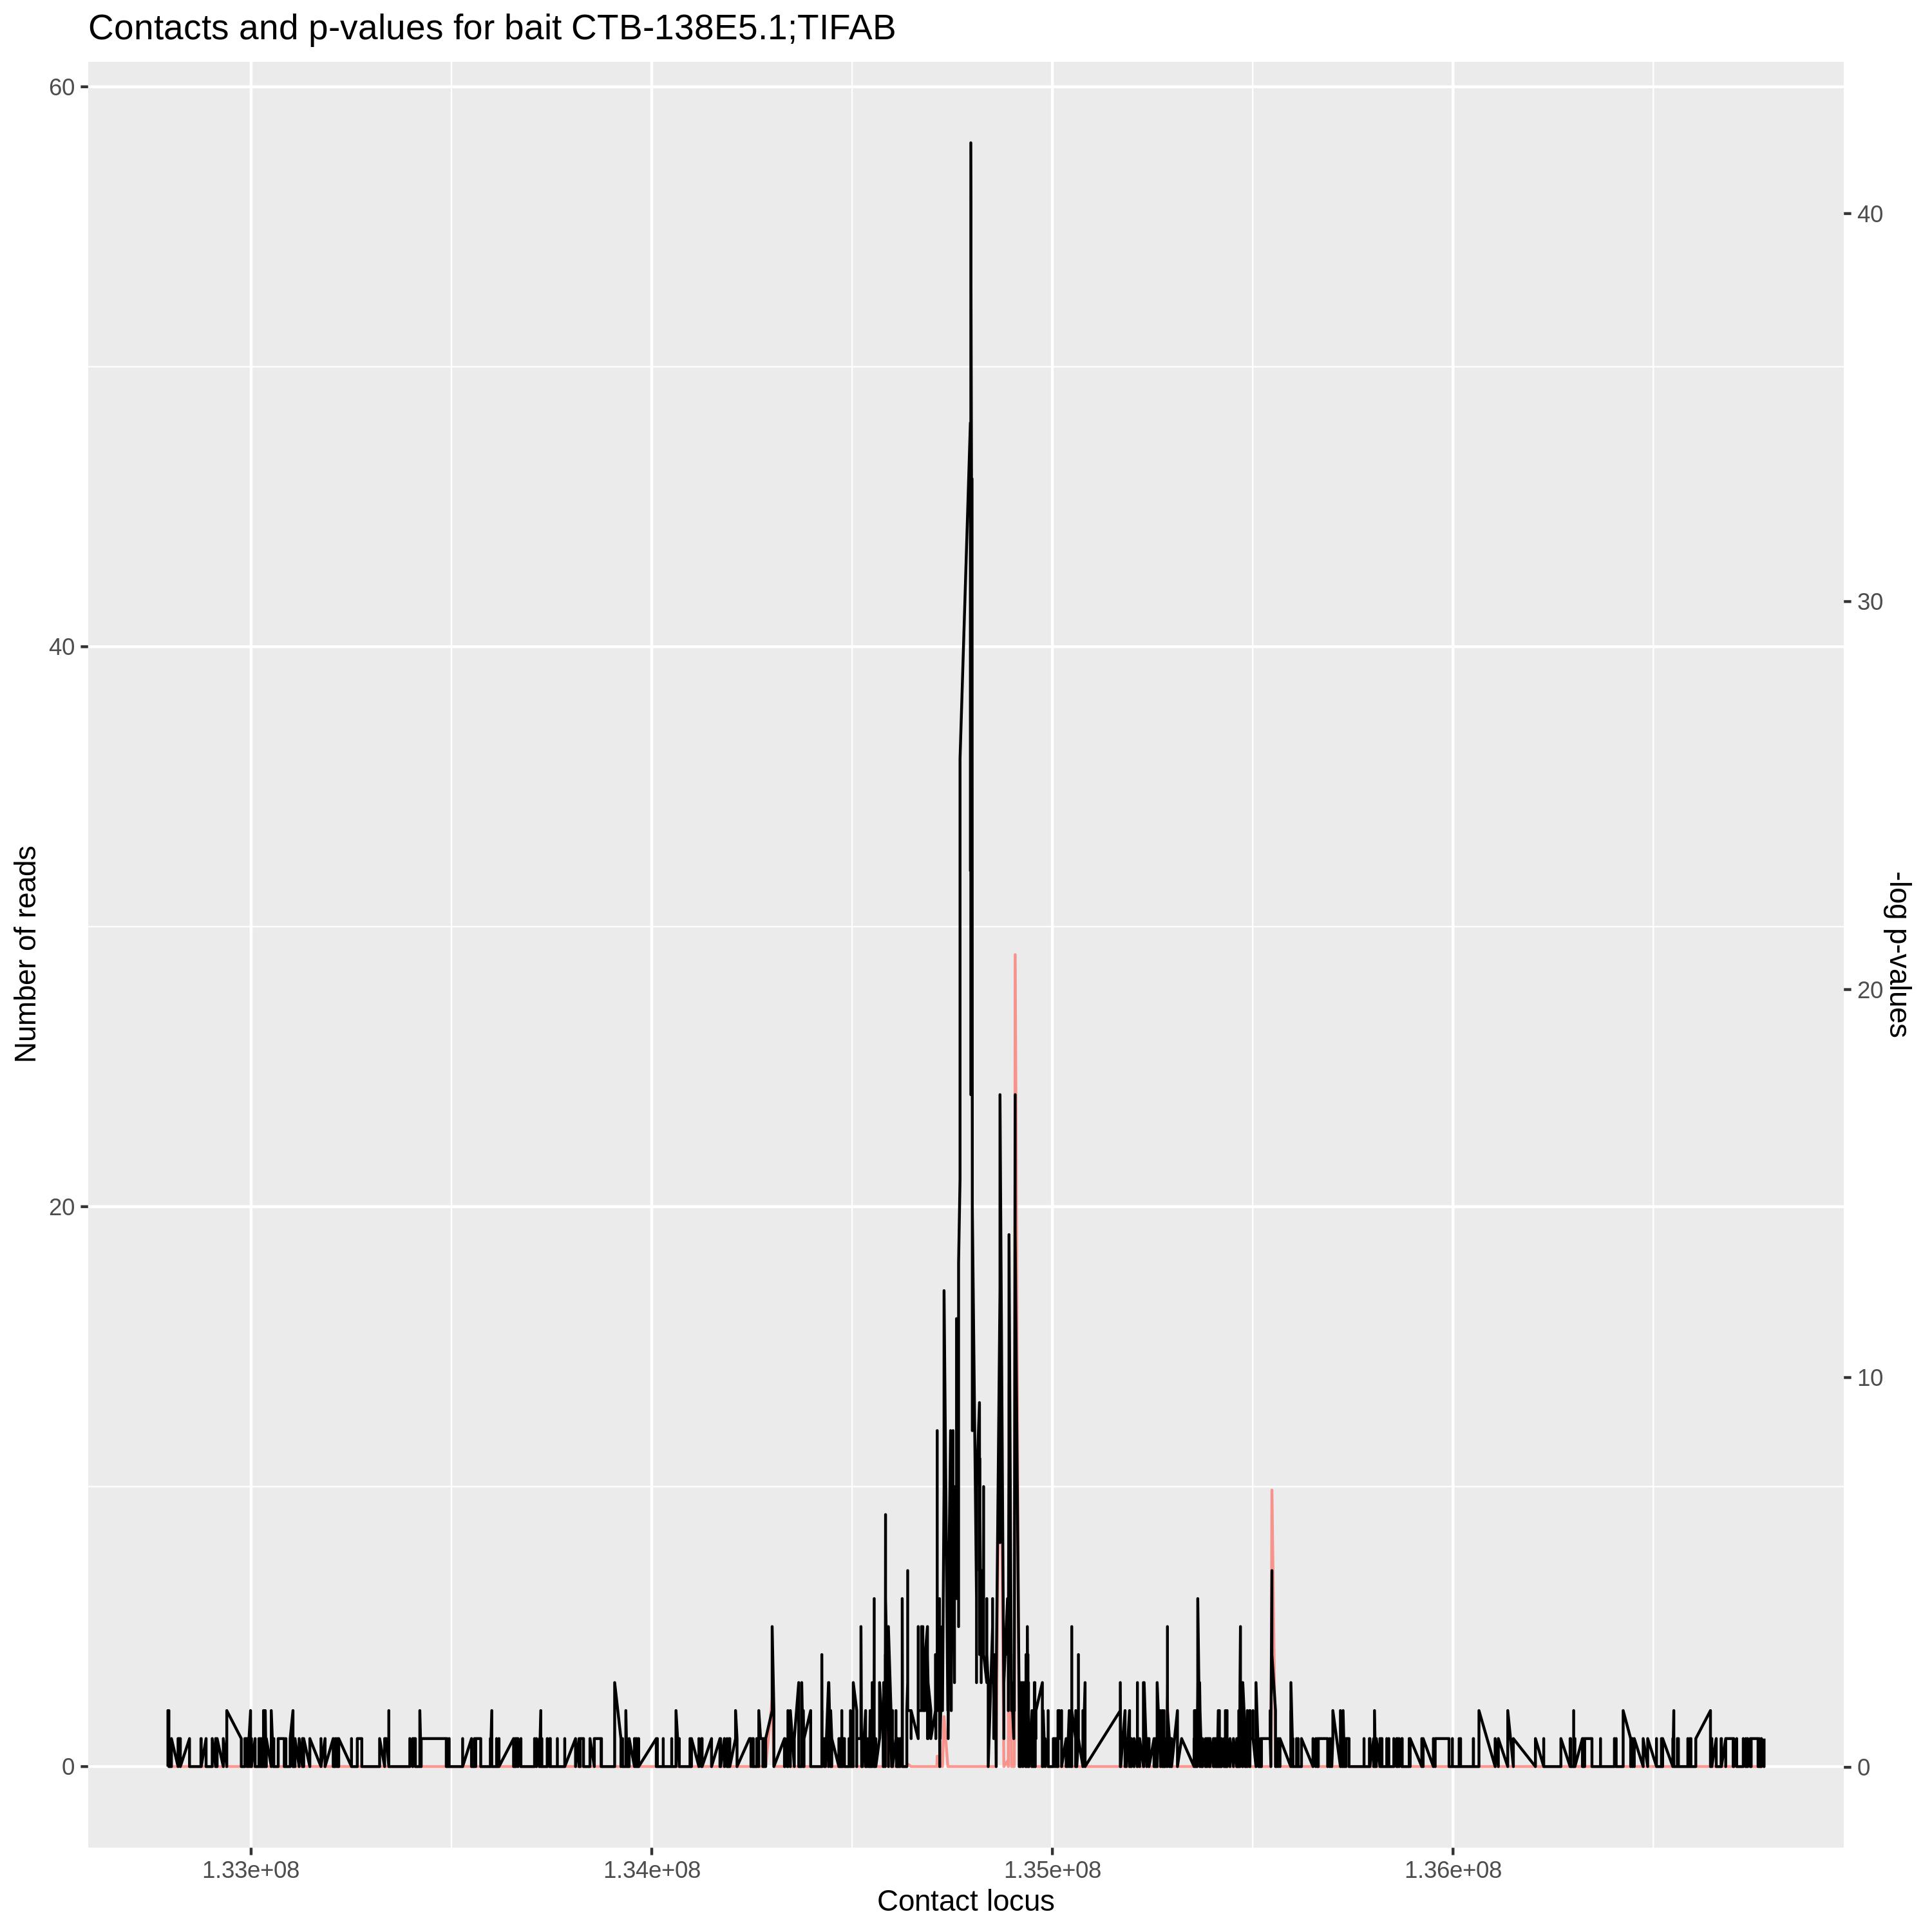 Contacts and p-values for bait CTB-138E5.1;TIFAB
60
40
20
0
Number of reads
40
30
20
10
0
-log p-values
1.33e+08
1.34e+08
1.35e+08
1.36e+08
Contact locus